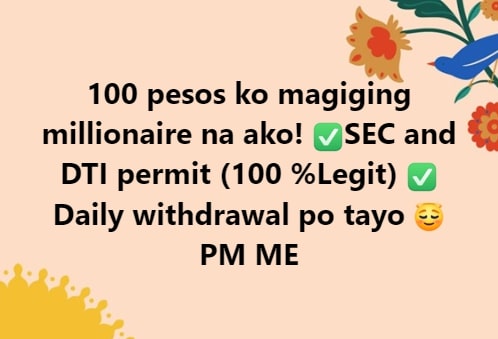 100 pesos ko magiging
millionaire na ako! ✅SEC and
DTI permit (100 %Legit) ✅
Daily withdrawal po tayo 😌
PM ME